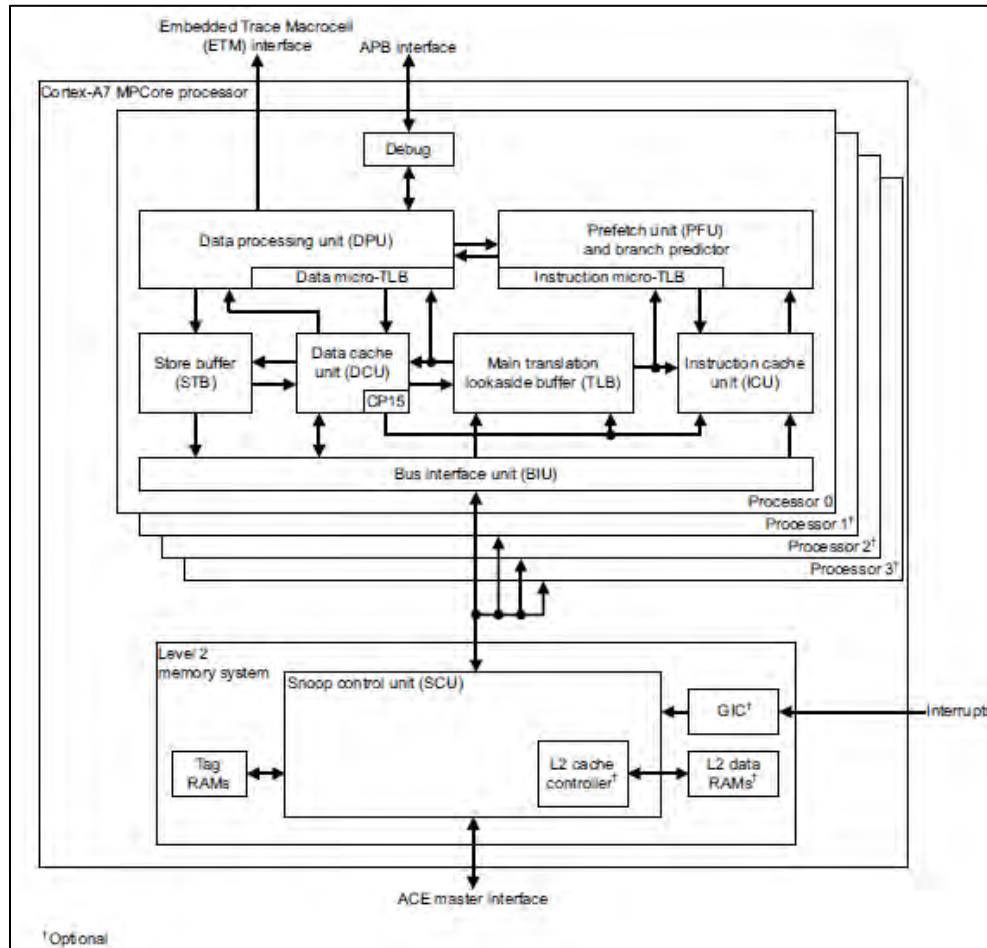 Embedded Trace Macrocell
(ETM) interface
APB interface
Cortex-A7 MPCore processor
Debug
Data processing unit (DPU)
Data micro-TLB
Prefetch unit (PFU)
and branch predictor
Instruction micro-TLB
Store buffer
(STB)
Data cache
unit (DCU)
CP15
Main translation
lookaside buffer (TLB)
Instruction cache
unit (ICU)
Bus interface unit (BIU)
Processor 0
Processor 1†
Processor 2†
Processor 3†
Level 2
memory system
Snoop control unit (SCU)
GIC†
Interrupts
Tag
RAMs
L2 cache
controller†
L2 data
RAMs†
ACE master interface
†Optional